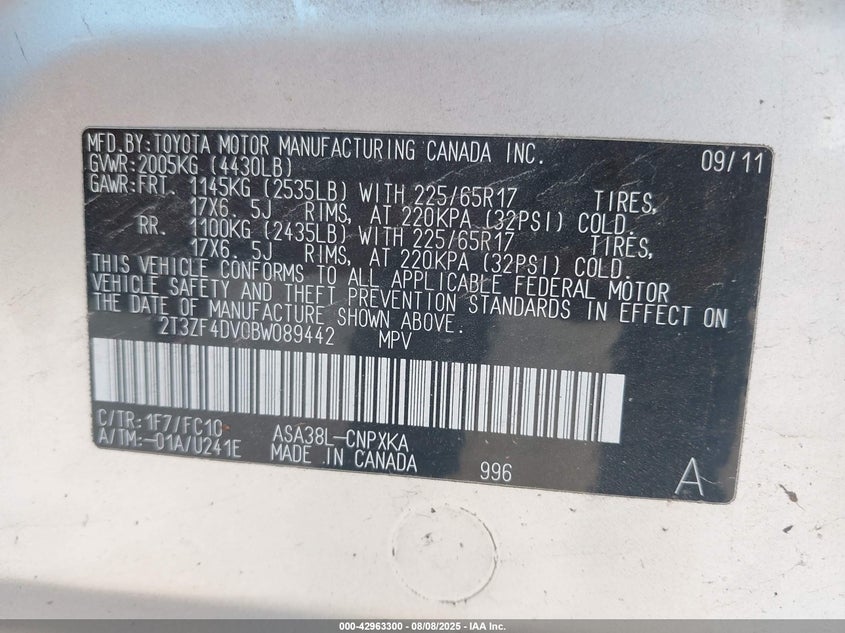 MFD.BY:TOYOTA MOTOR MANUFACTURING CANADA INC. 09/11
GVWR:2005KG (4430LB)
GAWR:FRT. 1145KG (2535LB) WITH 225/65R17 TIRES,
17X6. 5J RIMS, AT 220KPA (32PSI) COLD.
RR. 1100KG (2435LB) WITH 225/65R17 TIRES,
17X6. 5J RIMS, AT 220KPA (32PSI) COLD.
THIS VEHICLE CONFORMS TO ALL APPLICABLE FEDERAL MOTOR
VEHICLE SAFETY AND THEFT PREVENTION STANDARDS IN EFFECT ON
THE DATE OF MANUFACTURE SHOWN ABOVE.
2T3ZF4DV0BW089442 MPV
C/TR:1F7/FC10 ASA38L-CNPXKA
A/TM:-01A/U241E MADE IN CANADA 996 A
000-42963300 - 08/08/2025 - IAA Inc.